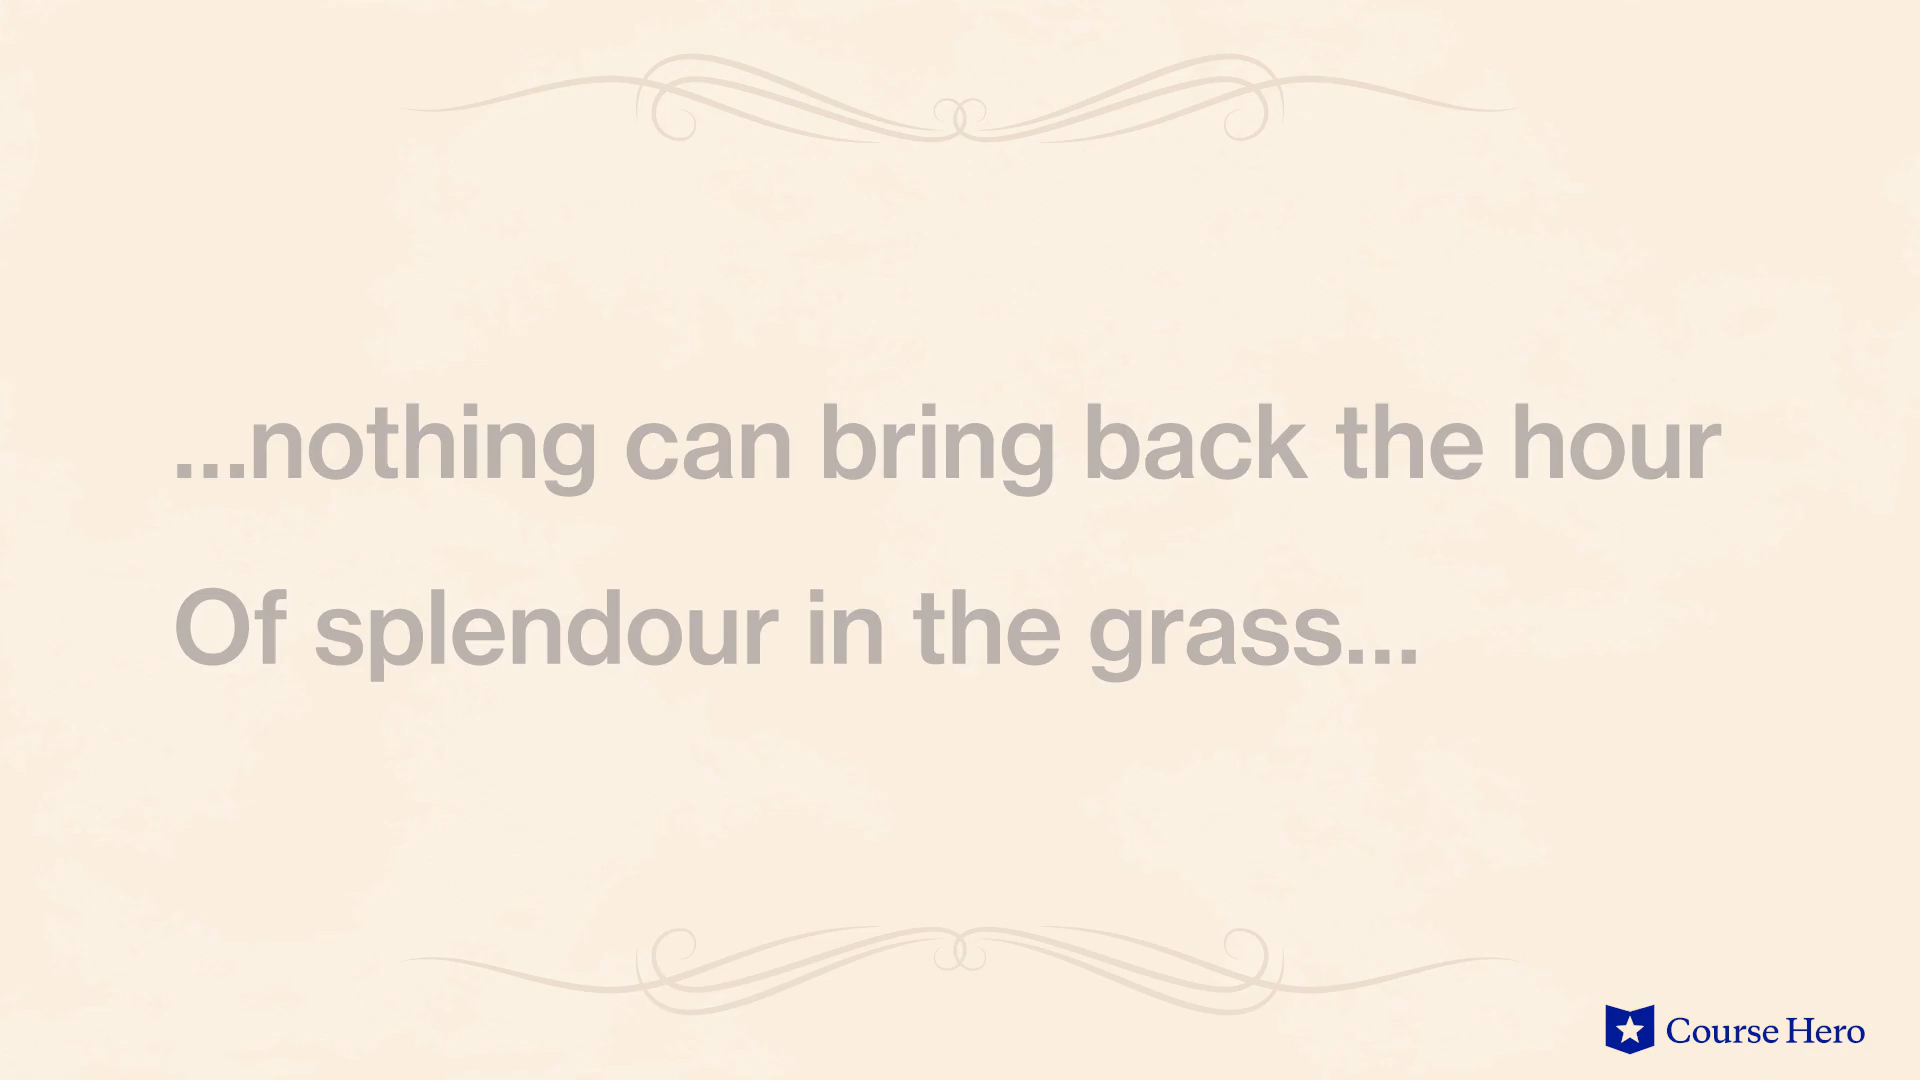 ...nothing can bring back the hour
Of splendour in the grass...
Course Hero